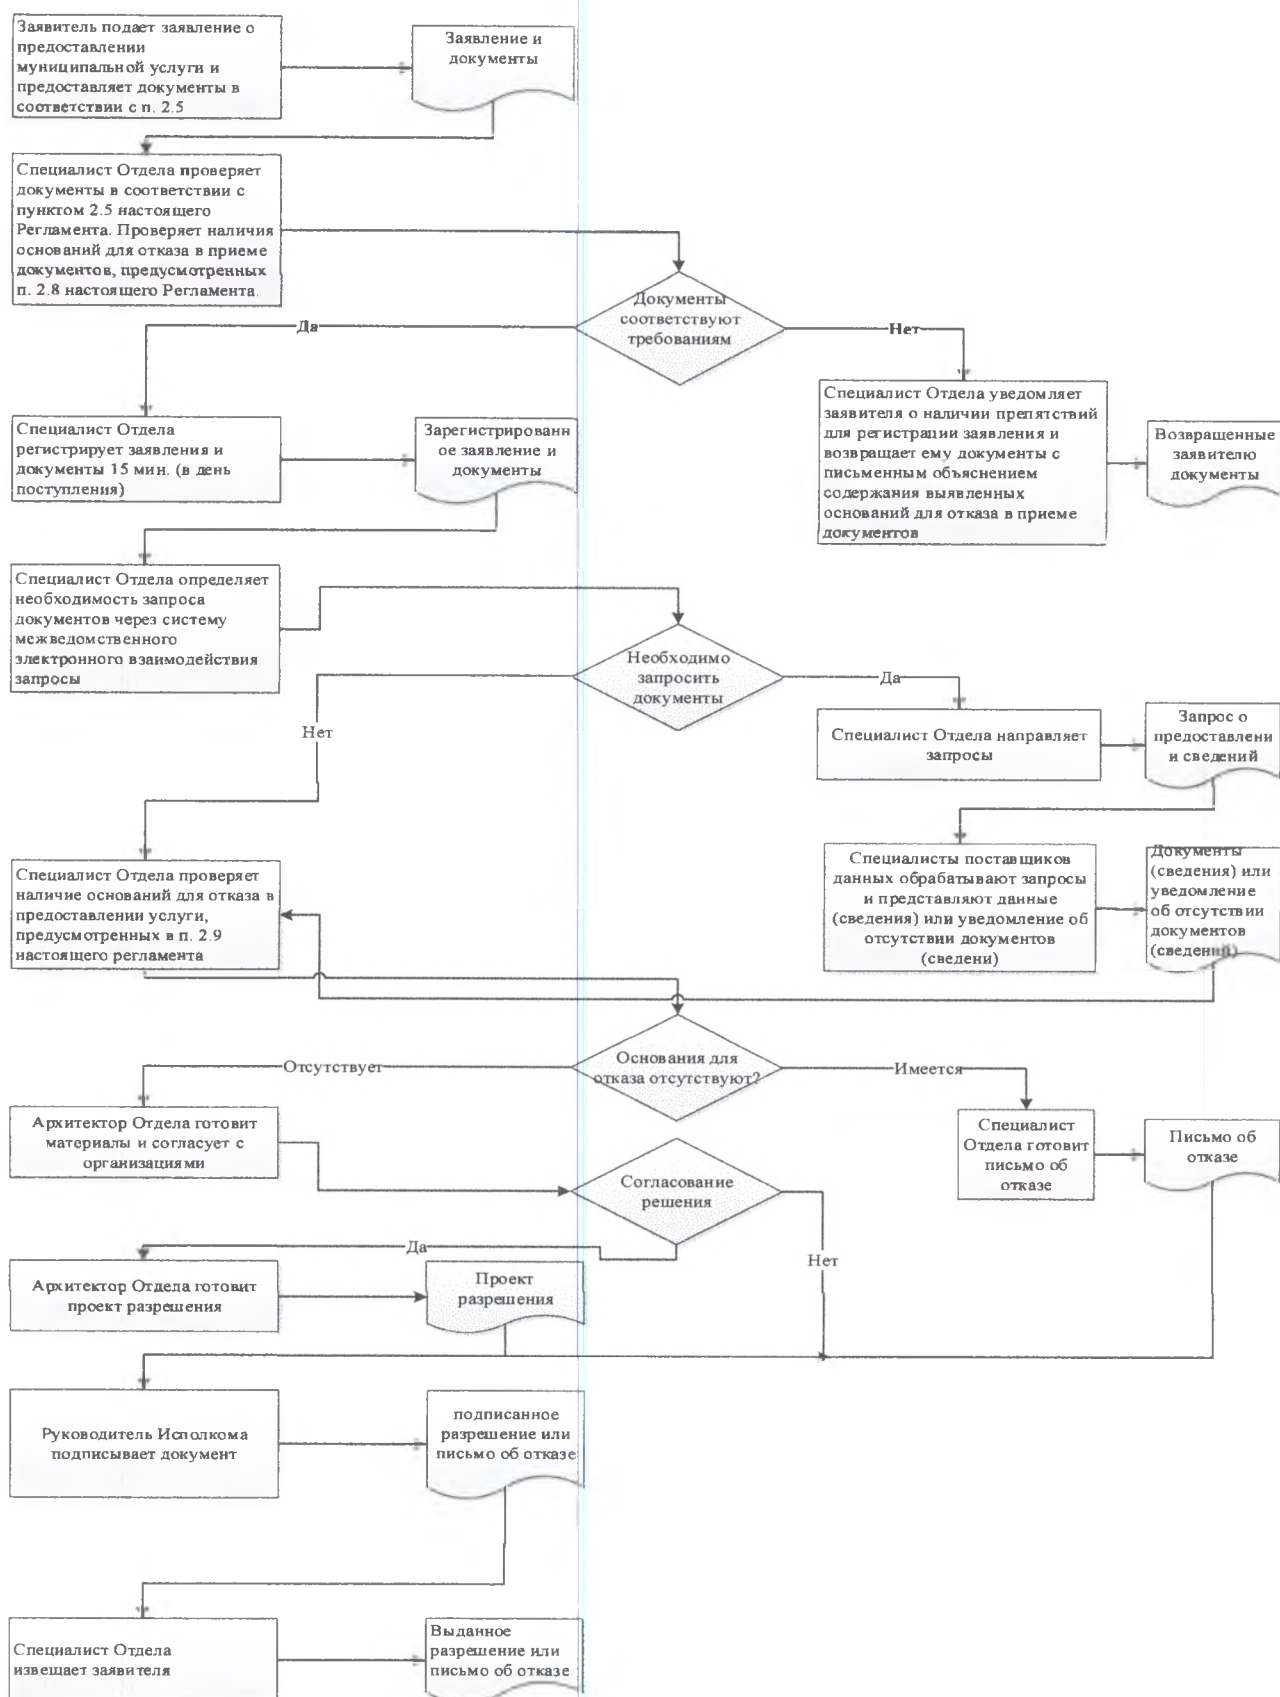 Заявитель подает заявление о
предоставлении
муниципальной услуги и
предоставляет документы в
соответствии с п. 2.5
Заявление и
документы
Специалист Отдела проверяет
документы в соответствии с
пунктом 2.5 настоящего
Регламента. Проверяет наличия
оснований для отказа в приеме
документов, предусмотренных
п. 2.8 настоящего Регламента.
Документы
соответствуют
требованиям
Да
Нет
Специалист Отдела
регистрирует заявления и
документы 15 мин. (в день
поступления)
Зарегистрированн
ое заявление и
документы
Специалист Отдела уведомляет
заявителя о наличии препятствий
для регистрации заявления и
возвращает ему документы с
письменным объяснением
содержания выявленных
оснований для отказа в приеме
документов
Возвращенные
заявителю
документы
Специалист Отдела определяет
необходимость запроса
документов через систему
межведомственного
электронного взаимодействия
запросы
Необходимо
запросить
документы
Да
Нет
Специалист Отдела направляет
запросы
Запрос о
предоставлени
и сведений
Специалист Отдела проверяет
наличие оснований для отказа в
предоставлении услуги,
предусмотренных в п. 2.9
настоящего регламента
Специалисты поставщиков
данных обрабатывают запросы
и представляют данные
(сведения) или уведомление об
отсутствии документов
(сведени)
Документы
(сведения) или
уведомление
об отсутствии
документов
(сведений)
Основания для
отказа отсутствуют?
Отсутствует
Имеется
Архитектор Отдела готовит
материалы и согласует с
организациями
Согласование
решения
Специалист
Отдела готовит
письмо об
отказе
Письмо об
отказе
Да
Нет
Архитектор Отдела готовит
проект разрешения
Проект
разрешения
Руководитель Исполкома
подписывает документ
подписанное
разрешение или
письмо об отказе
Специалист Отдела
извещает заявителя
Выданное
разрешение или
письмо об отказе